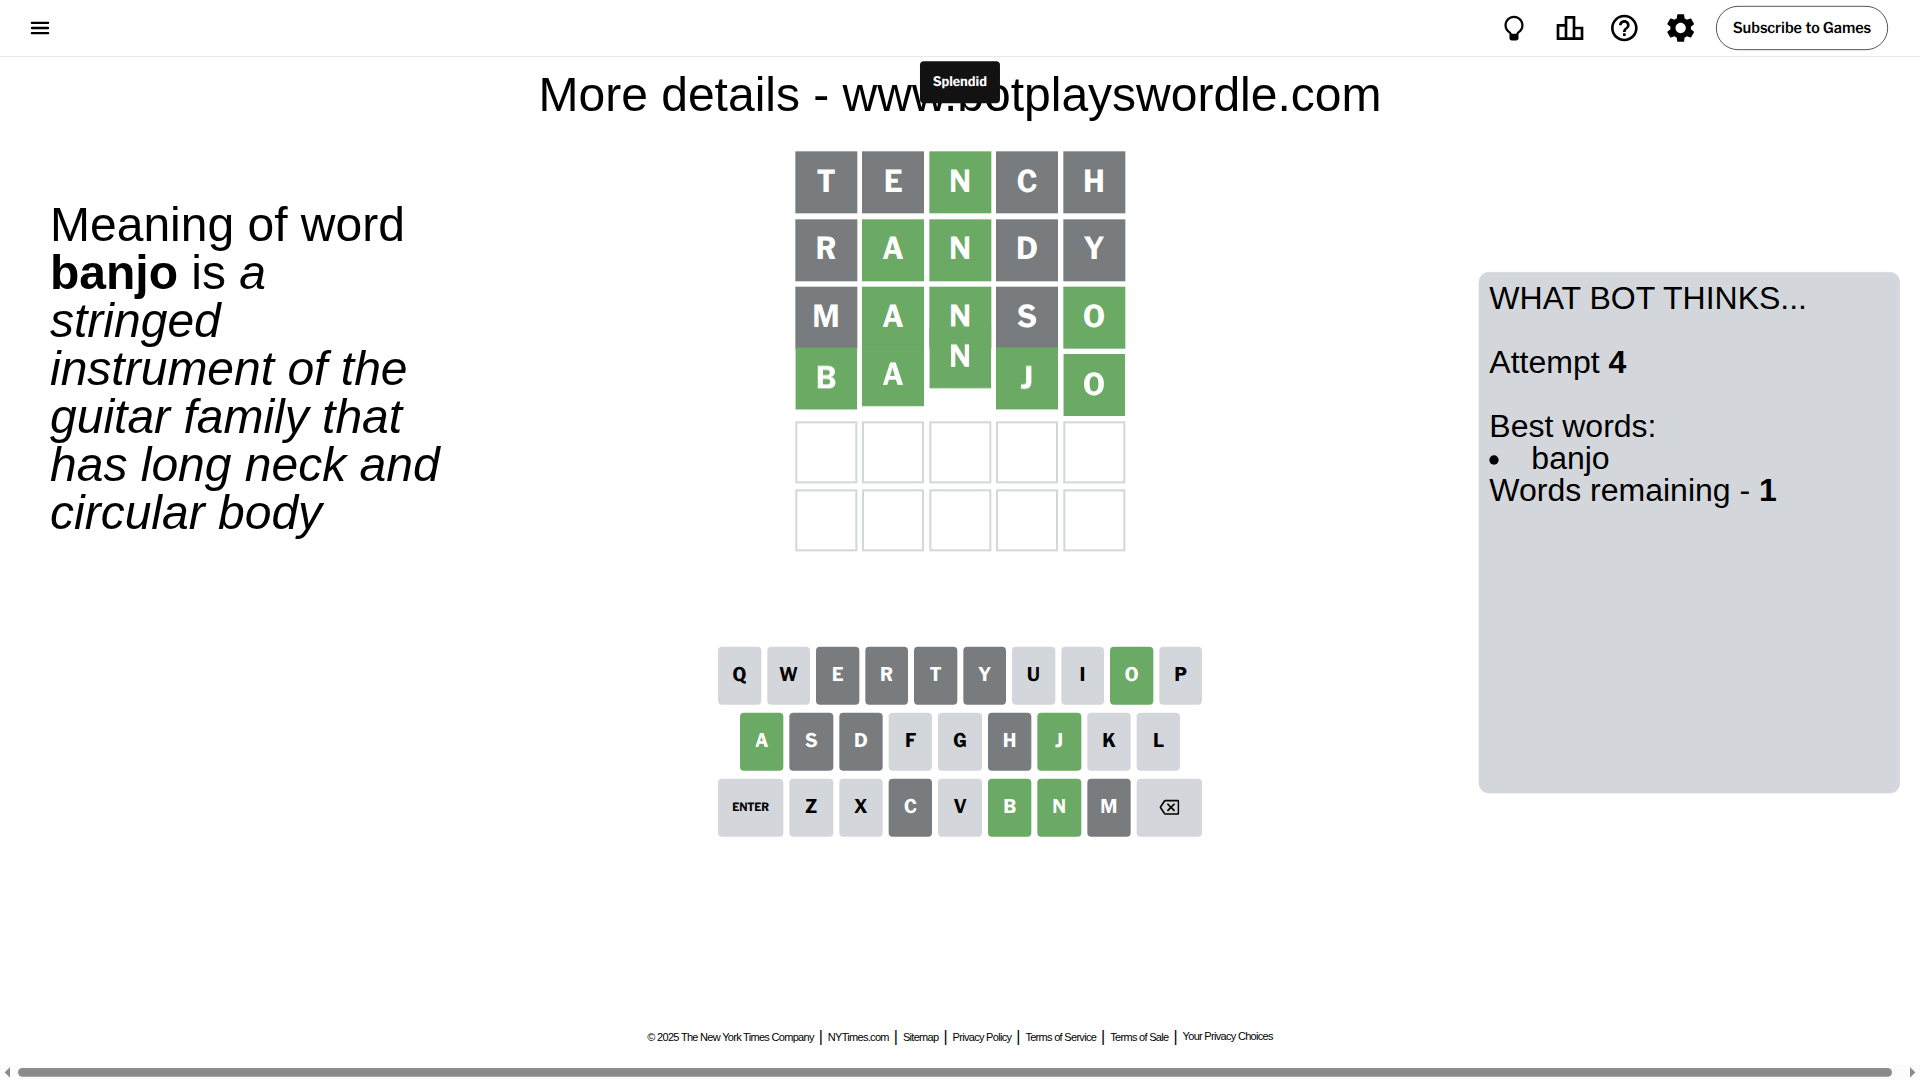 Subscribe to Games
Splendid
More details - www.botplayswordle.com
Meaning of word
banjo is a
stringed
instrument of the
guitar family that
has long neck and
circular body
T E N C H
R A N D Y
M A N S O
B A N J O
WHAT BOT THINKS...
Attempt 4
Best words:
• banjo
Words remaining - 1
Q W E R T Y U I O P
A S D F G H J K L
ENTER Z X C V B N M
© 2025 The New York Times Company | NYTimes.com | Sitemap | Privacy Policy | Terms of Service | Terms of Sale | Your Privacy Choices